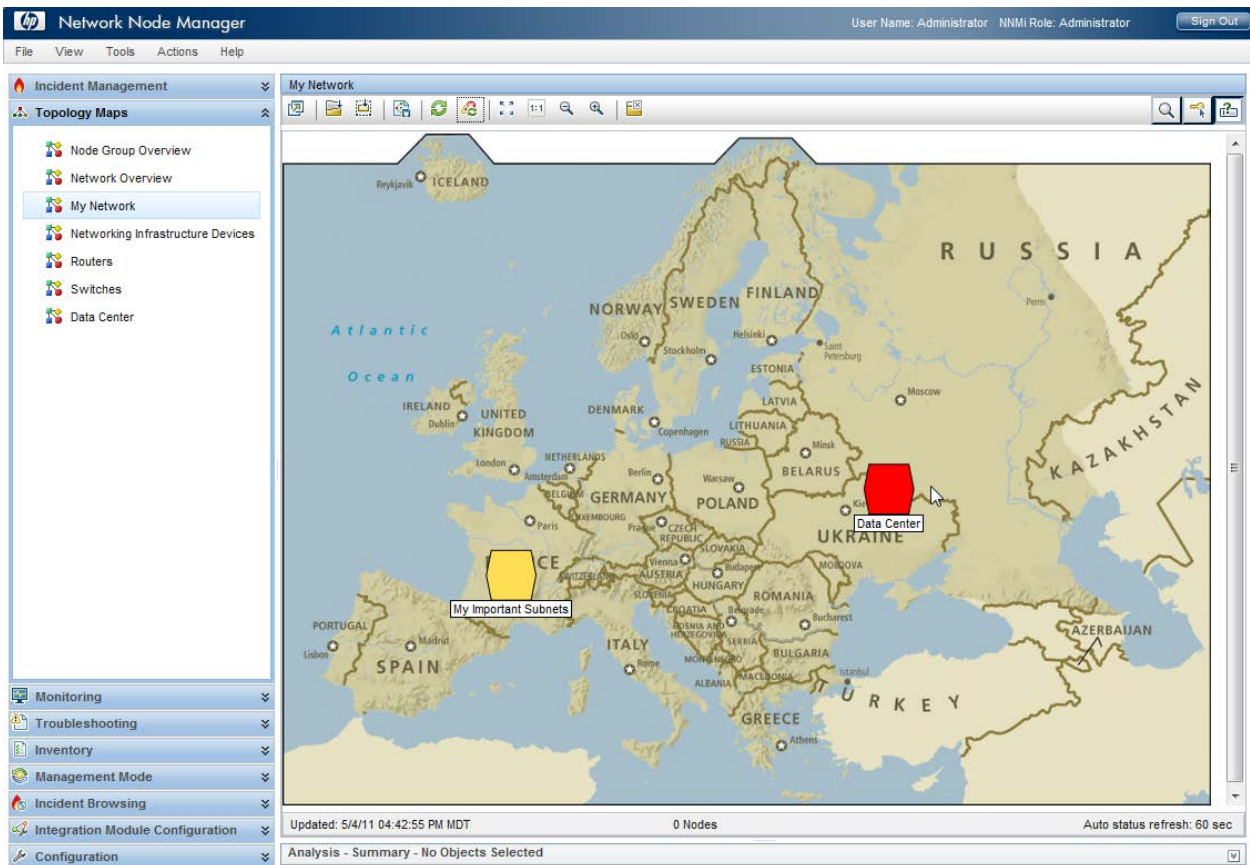 hp Network Node Manager
User Name: Administrator NNMi Role: Administrator
Sign Out
File View Tools Actions Help
Incident Management
Topology Maps
Node Group Overview
Network Overview
My Network
Networking Infrastructure Devices
Routers
Switches
Data Center
Monitoring
Troubleshooting
Inventory
Management Mode
Incident Browsing
Integration Module Configuration
Configuration
My Network
1:1
Reykjavik
ICELAND
RUSSIA
NORWAY
SWEDEN
FINLAND
Perm
Atlantic
Ocean
Oslo
Stockholm
Helsinki
Saint
Petersburg
ESTONIA
LATVIA
Moscow
IRELAND
Dublin
UNITED
KINGDOM
DENMARK
Copenhagen
LITHUANIA
RUSSIA
Minsk
BELARUS
KAZAKHSTAN
London
NETHERLANDS
Amsterdam
Berlin
Warsaw
BELGIUM
GERMANY
POLAND
LUXEMBOURG
Paris
Prague
CZECH
REPUBLIC
Kie
Data Center
UKRAINE
SLOVAKIA
Vienna
AUSTRIA
Budapest
HUNGARY
MOLDOVA
CE
SWITZERLAND
SLOVENIA
CROATIA
ROMANIA
My Important Subnets
BOSNIA AND
HERZEGOVINA
Belgrade
SERBIA
Bucharest
PORTUGAL
Lisbon
Madrid
SPAIN
ITALY
Rome
MONTENEGRO
BULGARIA
ALBANIA
MACEDONIA
Istanbul
TURKEY
AZERBAIJAN
GREECE
Athens
Updated: 5/4/11 04:42:55 PM MDT
0 Nodes
Auto status refresh: 60 sec
Analysis - Summary - No Objects Selected